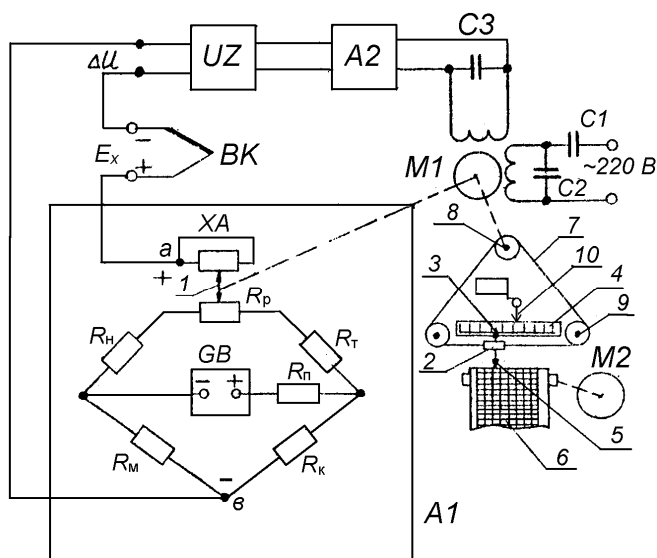 C3
ΔU UZ A2
C1
− M1 ~220 В
Eₓ BK
+ C2
XA 8 7
a 10
+ 1 3 4
Rₚ
Rн GB Rт 9
2 M2
− + Rп
Rм − Rк 5
в 6
A1